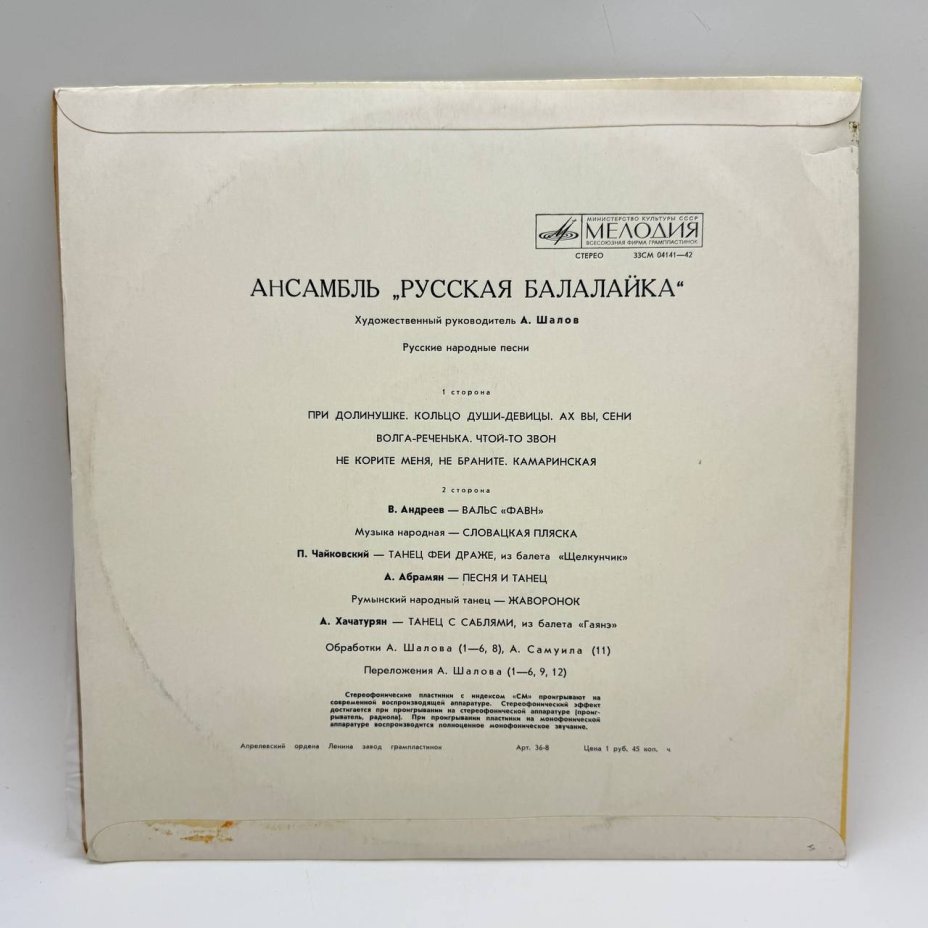 МИНИСТЕРСТВО КУЛЬТУРЫ СССР
МЕЛОДИЯ
ВСЕСОЮЗНАЯ ФИРМА ГРАМПЛАСТИНОК
СТЕРЕО 33СМ 04141—42
АНСАМБЛЬ „РУССКАЯ БАЛАЛАЙКА“
Художественный руководитель А. Шалов
Русские народные песни
1 сторона
ПРИ ДОЛИНУШКЕ. КОЛЬЦО ДУШИ-ДЕВИЦЫ. АХ ВЫ, СЕНИ
ВОЛГА-РЕЧЕНЬКА. ЧТОЙ-ТО ЗВОН
НЕ КОРИТЕ МЕНЯ, НЕ БРАНИТЕ. КАМАРИНСКАЯ
2 сторона
В. Андреев — ВАЛЬС «ФАВН»
Музыка народная — СЛОВАЦКАЯ ПЛЯСКА
П. Чайковский — ТАНЕЦ ФЕИ ДРАЖЕ, из балета «Щелкунчик»
А. Абрамян — ПЕСНЯ И ТАНЕЦ
Румынский народный танец — ЖАВОРОНОК
А. Хачатурян — ТАНЕЦ С САБЛЯМИ, из балета «Гаянэ»
Обработки А. Шалова (1—6, 8), А. Самуила (11)
Переложения А. Шалова (1—6, 9, 12)
Стереофонические пластинки с индексом «СМ» проигрывают на
современной воспроизводящей аппаратуре. Стереофонический эффект
достигается при проигрывании на стереофонической аппаратуре (проиг-
рыватель, радиола). При проигрывании пластинки на монофонической
аппаратуре воспроизводится полноценное монофоническое звучание.
Апрелевский ордена Ленина завод грампластинок Арт. 36-8 Цена 1 руб. 45 коп. ч